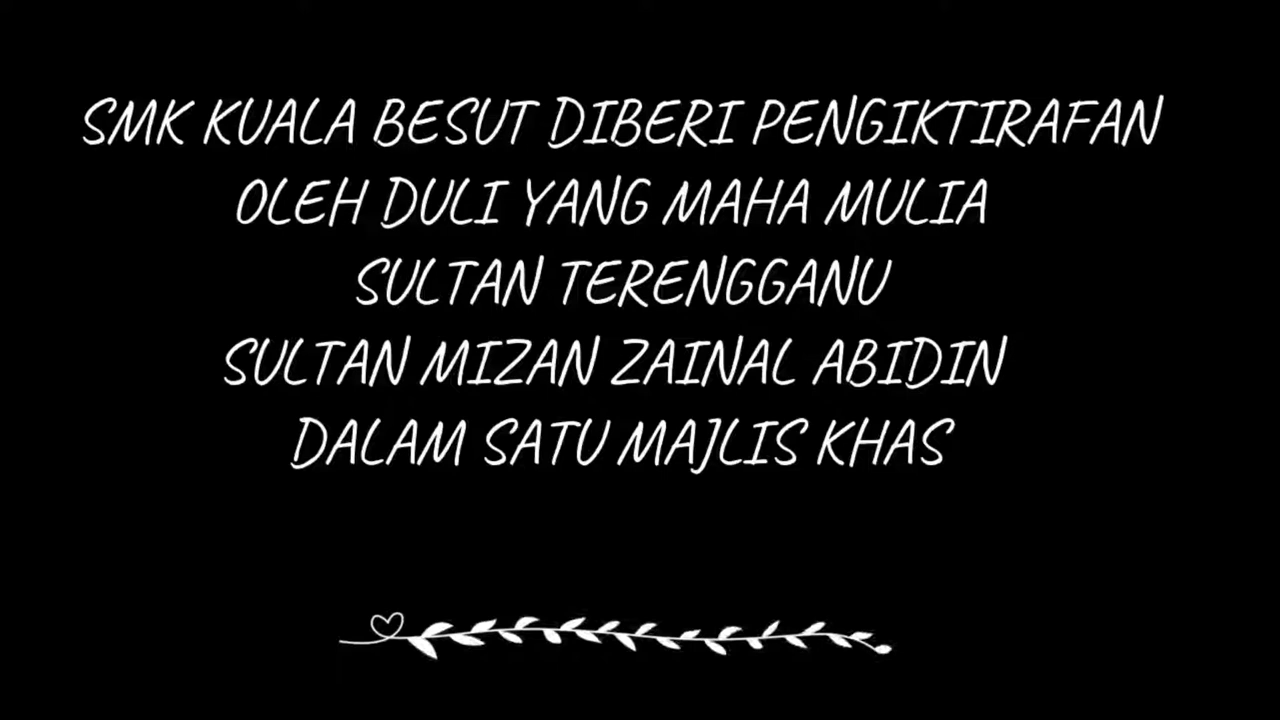 SMK KUALA BESUT DIBERI PENGIKTIRAFAN
OLEH DULI YANG MAHA MULIA
SULTAN TERENGGANU
SULTAN MIZAN ZAINAL ABIDIN
DALAM SATU MAJLIS KHAS